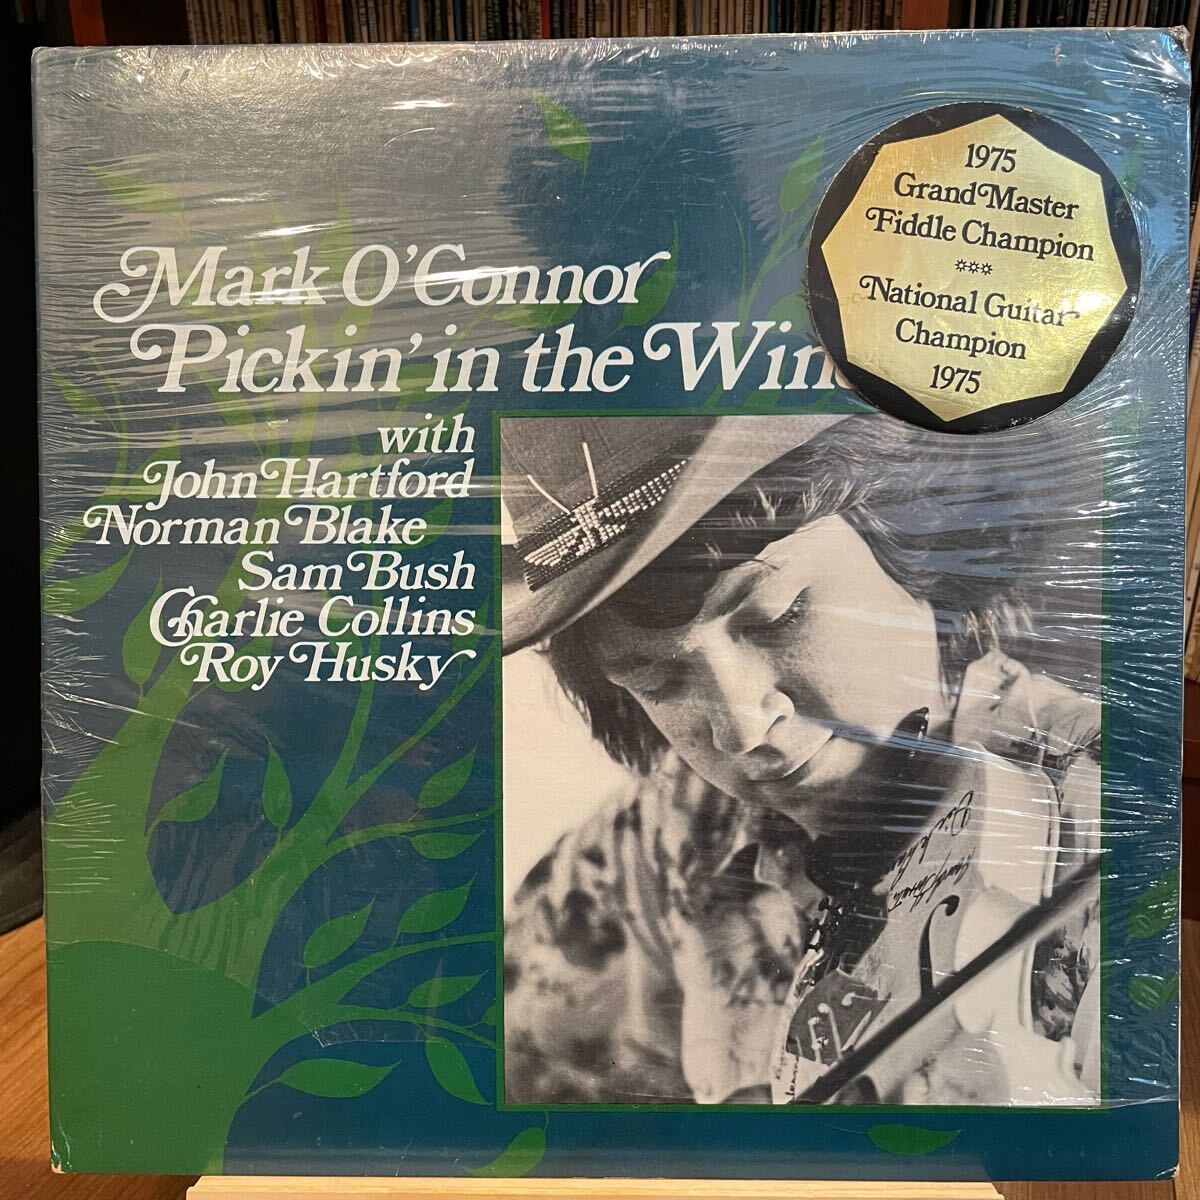 Mark O'Connor
Pickin' in the Win
with
John Hartford
Norman Blake
Sam Bush
Charlie Collins
Roy Husky
1975
Grand Master
Fiddle Champion
***
National Guitar
Champion
1975